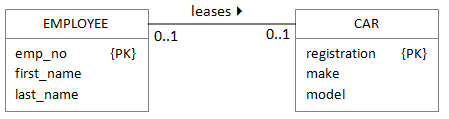 leases ▶
EMPLOYEE
0..1
0..1
CAR
emp_no {PK}
first_name
last_name
registration {PK}
make
model